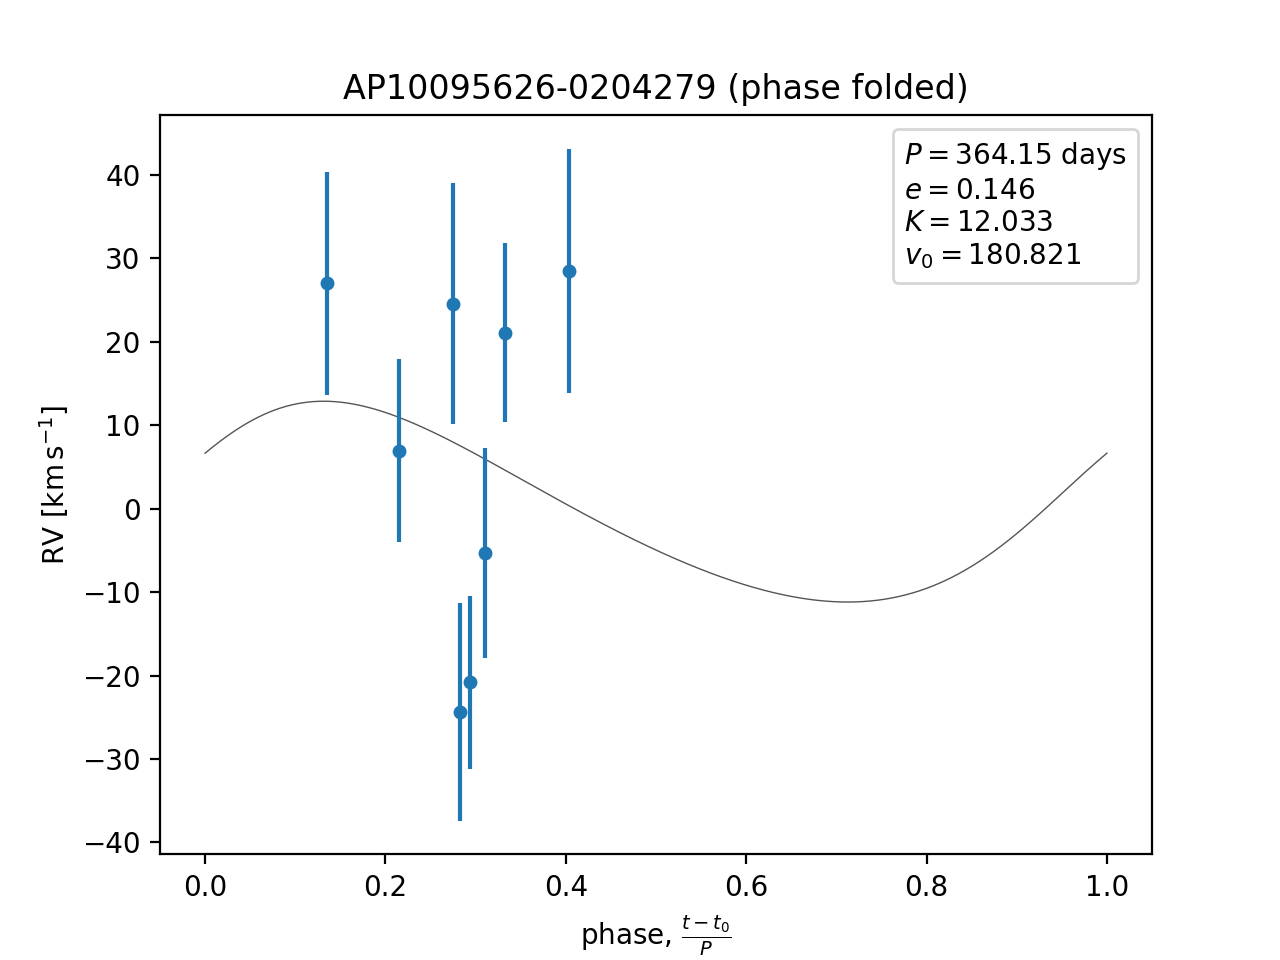 AP10095626-0204279 (phase folded)
P = 364.15 days
e = 0.146
K = 12.033
v₀ = 180.821
40
30
20
10
0
−10
−20
−30
−40
RV [km s⁻¹]
0.0 0.2 0.4 0.6 0.8 1.0
phase, (t − t₀)/P